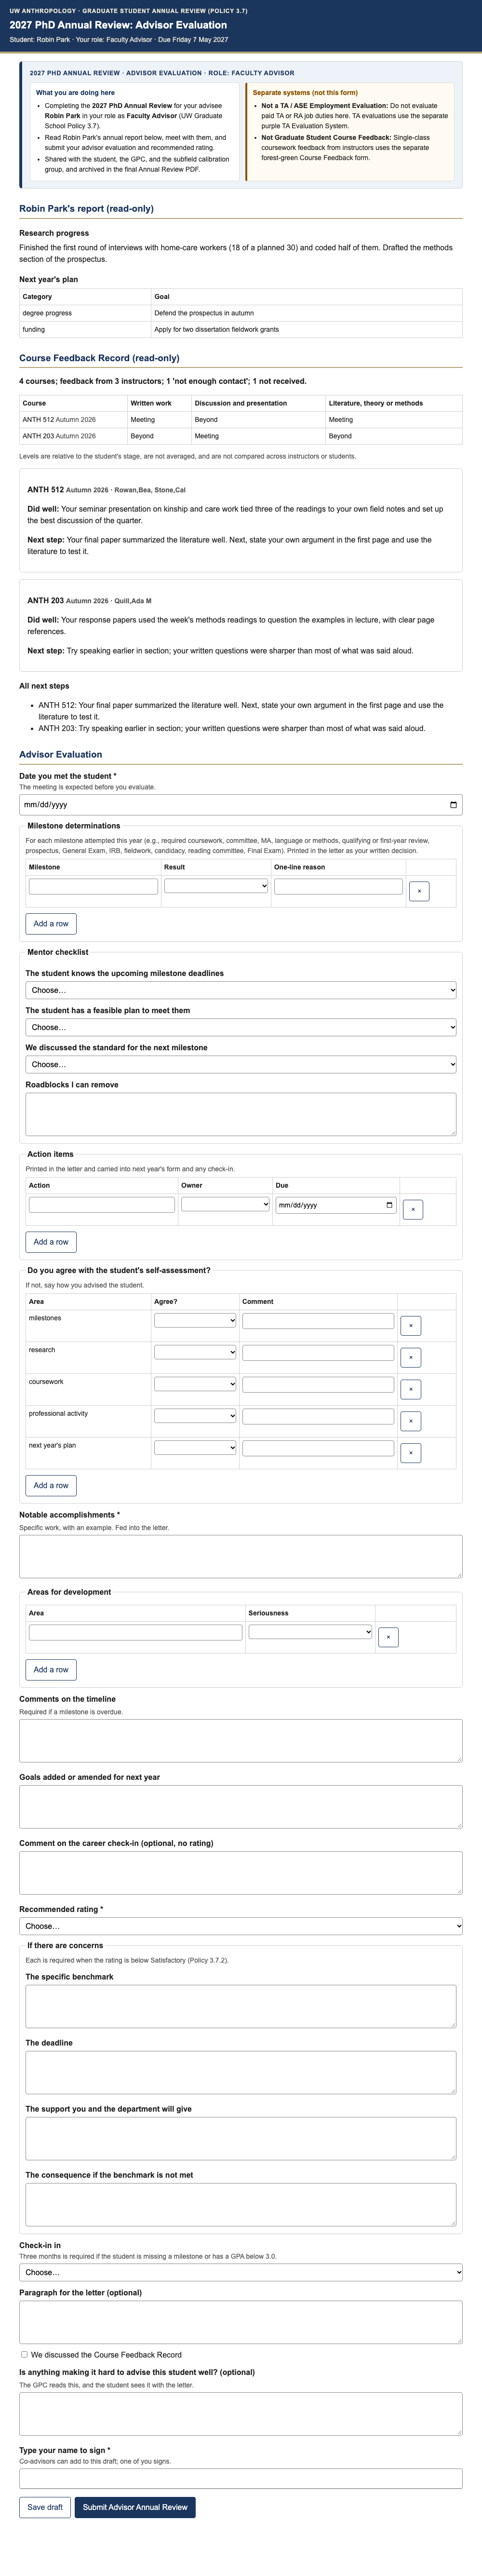 UW ANTHROPOLOGY · GRADUATE STUDENT ANNUAL REVIEW (POLICY 3.7)
2027 PhD Annual Review: Advisor Evaluation
Student: Robin Park · Your role: Faculty Advisor · Due Friday 7 May 2027
2027 PHD ANNUAL REVIEW · ADVISOR EVALUATION · ROLE: FACULTY ADVISOR
What you are doing here
• Completing the 2027 PhD Annual Review for your advisee
Robin Park in your role as Faculty Advisor (UW Graduate
School Policy 3.7).
• Read Robin Park's annual report below, meet with them, and
submit your advisor evaluation and recommended rating.
• Shared with the student, the GPC, and the subfield calibration
group, and archived in the final Annual Review PDF.
Separate systems (not this form)
• Not a TA / ASE Employment Evaluation: Do not evaluate
paid TA or RA job duties here. TA evaluations use the separate
purple TA Evaluation System.
• Not Graduate Student Course Feedback: Single-class
coursework feedback from instructors uses the separate
forest-green Course Feedback form.
Robin Park's report (read-only)
Research progress
Finished the first round of interviews with home-care workers (18 of a planned 30) and coded half of them. Drafted the methods
section of the prospectus.
Next year's plan
Category Goal
degree progress Defend the prospectus in autumn
funding Apply for two dissertation fieldwork grants
Course Feedback Record (read-only)
4 courses; feedback from 3 instructors; 1 'not enough contact'; 1 not received.
Course Written work Discussion and presentation Literature, theory or methods
ANTH 512 Autumn 2026 Meeting Beyond Meeting
ANTH 203 Autumn 2026 Beyond Meeting Beyond
Levels are relative to the student's stage, are not averaged, and are not compared across instructors or students.
ANTH 512 Autumn 2026 · Rowan,Bea, Stone,Cal
Did well: Your seminar presentation on kinship and care work tied three of the readings to your own field notes and set up
the best discussion of the quarter.
Next step: Your final paper summarized the literature well. Next, state your own argument in the first page and use the
literature to test it.
ANTH 203 Autumn 2026 · Quill,Ada M
Did well: Your response papers used the week's methods readings to question the examples in lecture, with clear page
references.
Next step: Try speaking earlier in section; your written questions were sharper than most of what was said aloud.
All next steps
• ANTH 512: Your final paper summarized the literature well. Next, state your own argument in the first page and use the
literature to test it.
• ANTH 203: Try speaking earlier in section; your written questions were sharper than most of what was said aloud.
Advisor Evaluation
Date you met the student *
The meeting is expected before you evaluate.
mm/dd/yyyy
Milestone determinations
For each milestone attempted this year (e.g., required coursework, committee, MA, language or methods, qualifying or first-year review,
prospectus, General Exam, IRB, fieldwork, candidacy, reading committee, Final Exam). Printed in the letter as your written decision.
Milestone Result One-line reason
×
Add a row
Mentor checklist
The student knows the upcoming milestone deadlines
Choose...
The student has a feasible plan to meet them
Choose...
We discussed the standard for the next milestone
Choose...
Roadblocks I can remove
Action items
Printed in the letter and carried into next year's form and any check-in.
Action Owner Due
mm/dd/yyyy ×
Add a row
Do you agree with the student's self-assessment?
If not, say how you advised the student.
Area Agree? Comment
milestones ×
research ×
coursework ×
professional activity ×
next year's plan ×
Add a row
Notable accomplishments *
Specific work, with an example. Fed into the letter.
Areas for development
Area Seriousness
×
Add a row
Comments on the timeline
Required if a milestone is overdue.
Goals added or amended for next year
Comment on the career check-in (optional, no rating)
Recommended rating *
Choose...
If there are concerns
Each is required when the rating is below Satisfactory (Policy 3.7.2).
The specific benchmark
The deadline
The support you and the department will give
The consequence if the benchmark is not met
Check-in in
Three months is required if the student is missing a milestone or has a GPA below 3.0.
Choose...
Paragraph for the letter (optional)
We discussed the Course Feedback Record
Is anything making it hard to advise this student well? (optional)
The GPC reads this, and the student sees it with the letter.
Type your name to sign *
Co-advisors can add to this draft; one of you signs.
Save draft Submit Advisor Annual Review